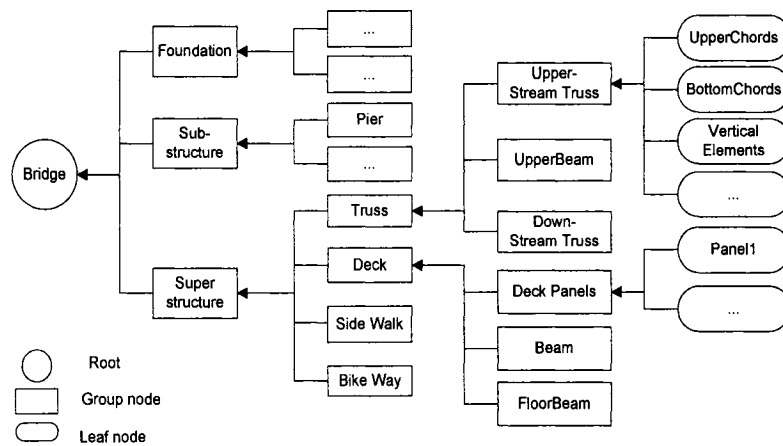 Bridge
Foundation
Sub-
structure
Super
structure
...
...
Pier
...
Truss
Deck
Side Walk
Bike Way
Upper-
Stream Truss
UpperBeam
Down-
Stream Truss
Deck Panels
Beam
FloorBeam
UpperChords
BottomChords
Vertical
Elements
...
Panel1
...
Root
Group node
Leaf node